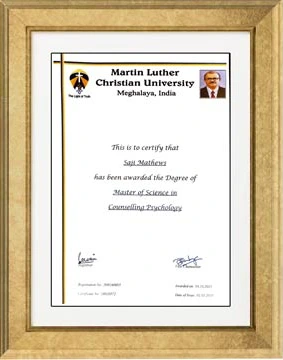 Martin Luther
Christian University
Meghalaya, India
This is to certify that
Saji Mathews
has been awarded the Degree of
Master of Science in
Counselling Psychology
Registrar